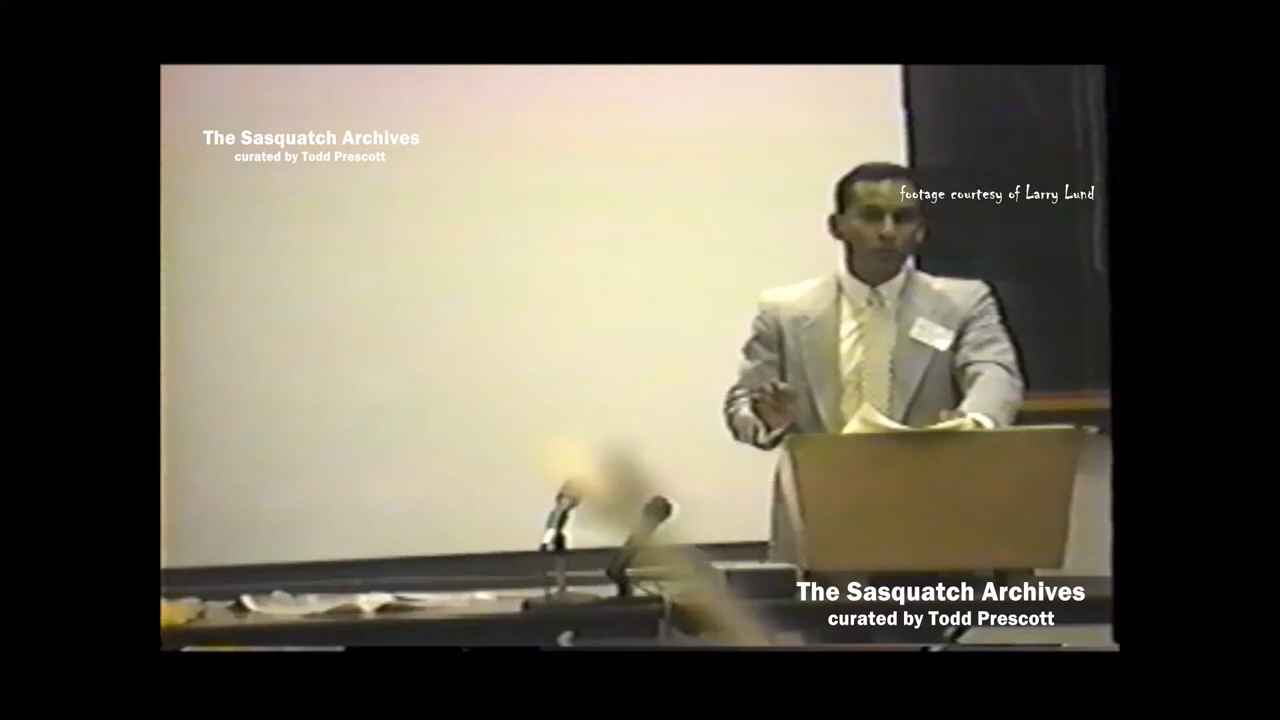 The Sasquatch Archives
curated by Todd Prescott
footage courtesy of Larry Lund
The Sasquatch Archives
curated by Todd Prescott